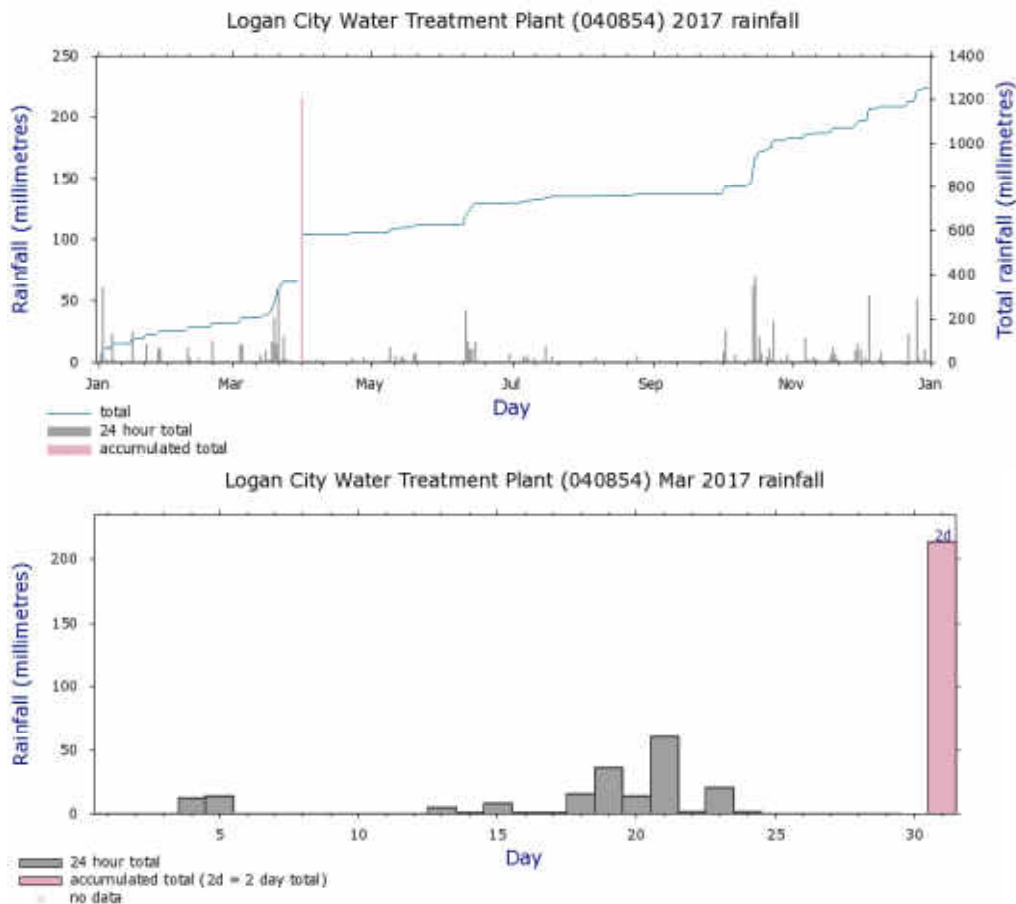 Logan City Water Treatment Plant (040854) 2017 rainfall
250
200
150
100
50
0
Rainfall (millimetres)
1400
1200
1000
800
600
400
200
0
Total rainfall (millimetres)
Jan Mar May Jul Sep Nov Jan
Day
total
24 hour total
accumulated total
Logan City Water Treatment Plant (040854) Mar 2017 rainfall
200
150
100
50
0
Rainfall (millimetres)
2d
5 10 15 20 25 30
Day
24 hour total
accumulated total (2d = 2 day total)
no data